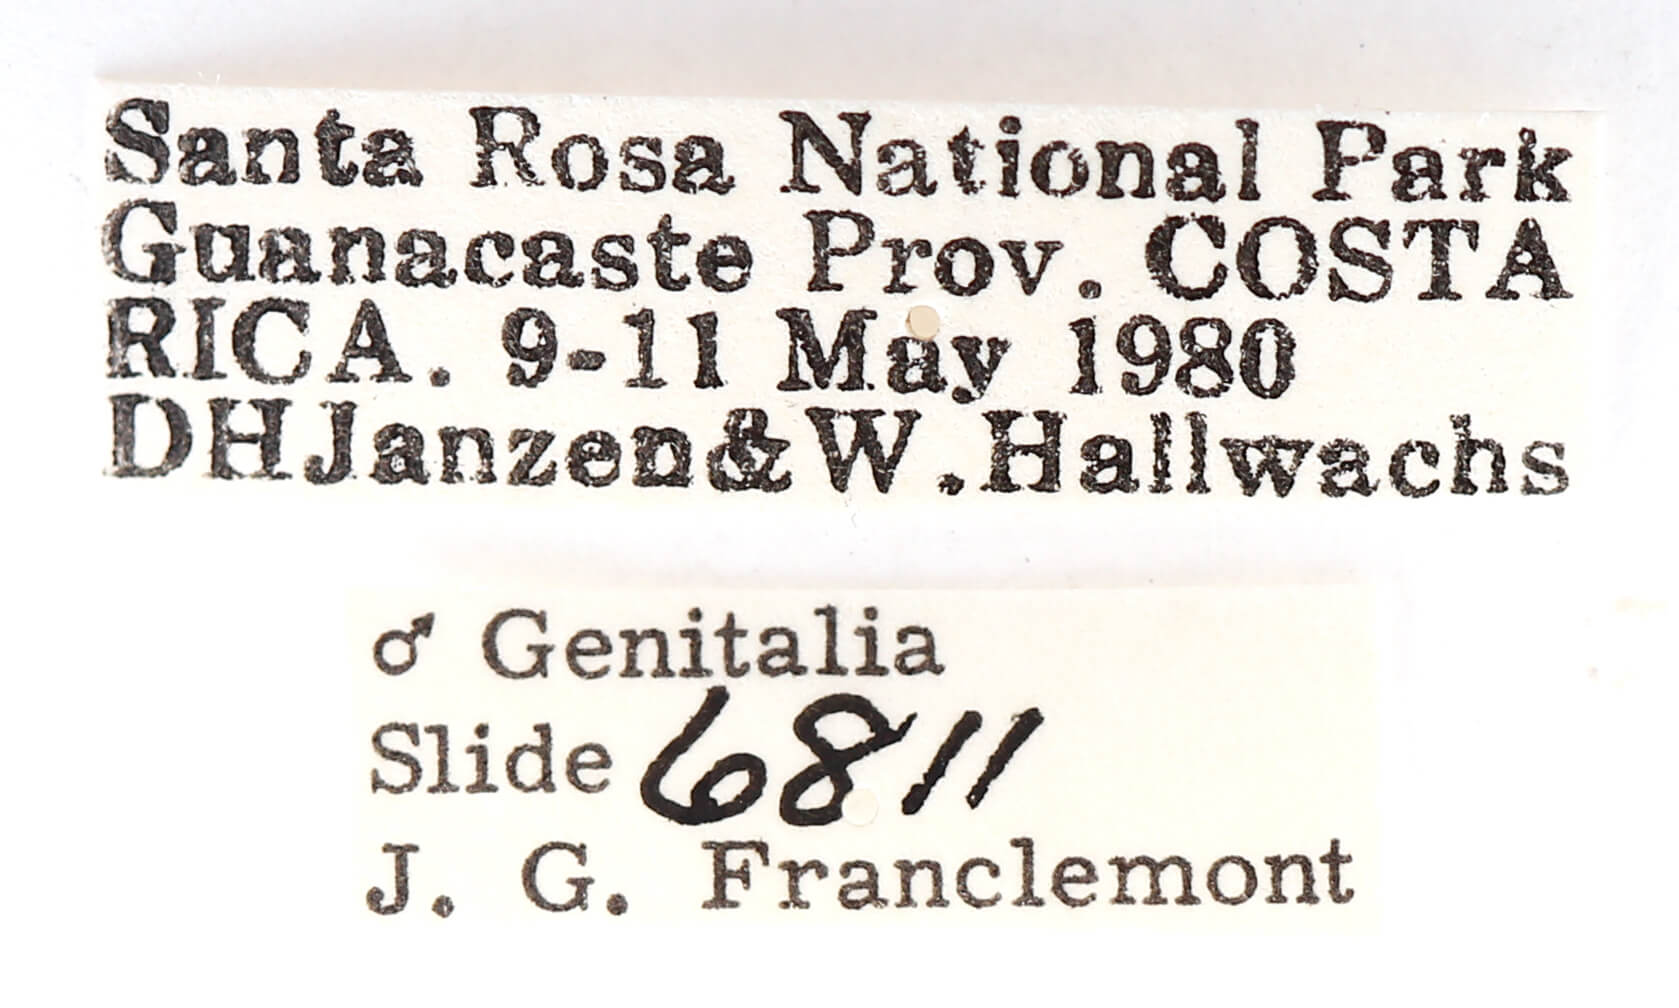 Santa Rosa National Park
Guanacaste Prov. COSTA
RICA. 9-11 May 1980
DHJanzen&W.Hallwachs
♂ Genitalia
Slide 6811
J. G. Franclemont